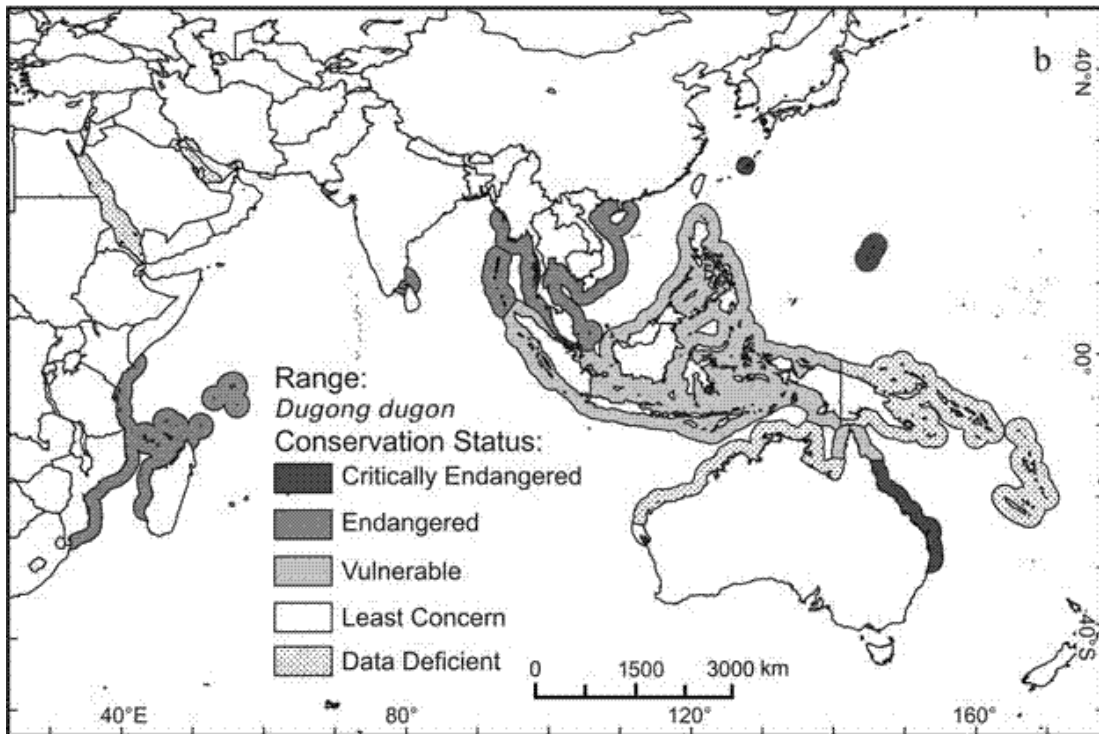 b
40°N
00°
Range:
Dugong dugon
Conservation Status:
Critically Endangered
Endangered
Vulnerable
Least Concern
Data Deficient
40°S
0 1500 3000 km
40°E 80° 120° 160°